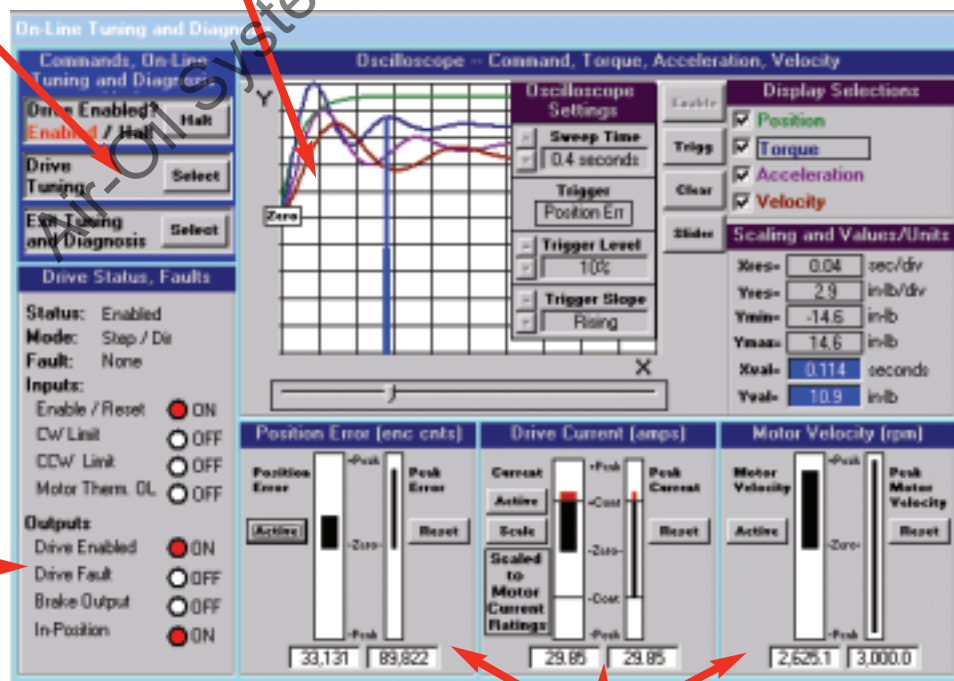 On-Line Tuning and Diagnosis
Commands, On-Line
Tuning and Diagnosis
Drive Enabled?
Enabled / Halt
Halt
Drive
Tuning
Select
Exit Tuning
and Diagnosis
Select
Drive Status, Faults
Status: Enabled
Mode: Step / Dir
Fault: None
Inputs:
Enable / Reset ON
CW Limit OFF
CCW Limit OFF
Motor Therm. OL OFF
Outputs
Drive Enabled ON
Drive Fault OFF
Brake Output OFF
In-Position ON
Oscilloscope -- Command, Torque, Acceleration, Velocity
Y
Zero
X
Oscilloscope
Settings
Sweep Time
0.4 seconds
Trigger
Position Err
Trigger Level
10%
Trigger Slope
Rising
Enable
Trigg
Clear
Slider
Display Selections
Position
Torque
Acceleration
Velocity
Scaling and Values/Units
Xres= 0.04 sec/div
Yres= 2.9 in-lb/div
Ymin= -14.6 in-lb
Ymax= 14.6 in-lb
Xval= 0.114 seconds
Yval= 10.9 in-lb
Position Error (enc cnts)
Position
Error
Active
-Peak
-Zero-
-Peak
Peak
Error
Reset
33,131 89,822
Drive Current (amps)
Current
Active
Scale
Scaled
to
Motor
Current
Ratings
-Peak
-Cont
-Zero-
-Cont
-Peak
Peak
Current
Reset
29.85 29.85
Motor Velocity (rpm)
Motor
Velocity
Active
-Peak
-Zero-
-Peak
Peak
Motor
Velocity
Reset
2,625.1 3,000.0
Air-Oil System